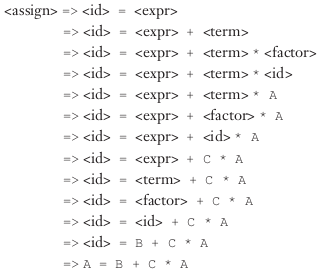 <assign> => <id> = <expr>
=> <id> = <expr> + <term>
=> <id> = <expr> + <term> * <factor>
=> <id> = <expr> + <term> * <id>
=> <id> = <expr> + <term> * A
=> <id> = <expr> + <factor> * A
=> <id> = <expr> + <id> * A
=> <id> = <expr> + C * A
=> <id> = <term> + C * A
=> <id> = <factor> + C * A
=> <id> = <id> + C * A
=> <id> = B + C * A
=> A = B + C * A